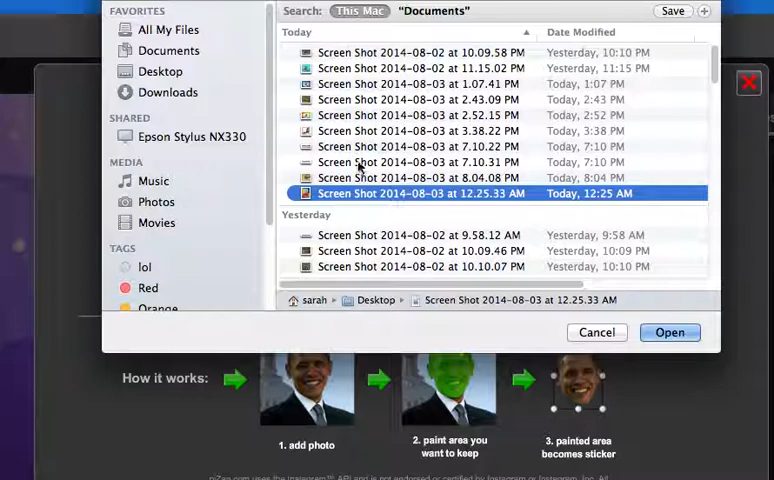 FAVORITES
All My Files
Documents
Desktop
Downloads
SHARED
Epson Stylus NX330
MEDIA
Music
Photos
Movies
TAGS
lol
Red
Orange
Search: This Mac "Documents" Save
Today Date Modified
Screen Shot 2014-08-02 at 10.09.58 PM Yesterday, 10:10 PM
Screen Shot 2014-08-02 at 11.15.02 PM Yesterday, 11:15 PM
Screen Shot 2014-08-03 at 1.07.41 PM Today, 1:07 PM
Screen Shot 2014-08-03 at 2.43.09 PM Today, 2:43 PM
Screen Shot 2014-08-03 at 2.52.15 PM Today, 2:52 PM
Screen Shot 2014-08-03 at 3.38.22 PM Today, 3:38 PM
Screen Shot 2014-08-03 at 7.10.22 PM Today, 7:10 PM
Screen Shot 2014-08-03 at 7.10.31 PM Today, 7:10 PM
Screen Shot 2014-08-03 at 8.04.08 PM Today, 8:04 PM
Screen Shot 2014-08-03 at 12.25.33 AM Today, 12:25 AM
Yesterday
Screen Shot 2014-08-02 at 9.58.12 AM Yesterday, 9:58 AM
Screen Shot 2014-08-02 at 10.09.46 PM Yesterday, 10:09 PM
Screen Shot 2014-08-02 at 10.10.07 PM Yesterday, 10:10 PM
sarah Desktop Screen Shot 2014-08-03 at 12.25.33 AM
Cancel Open
How it works:
1. add photo
2. paint area you
want to keep
3. painted area
becomes sticker